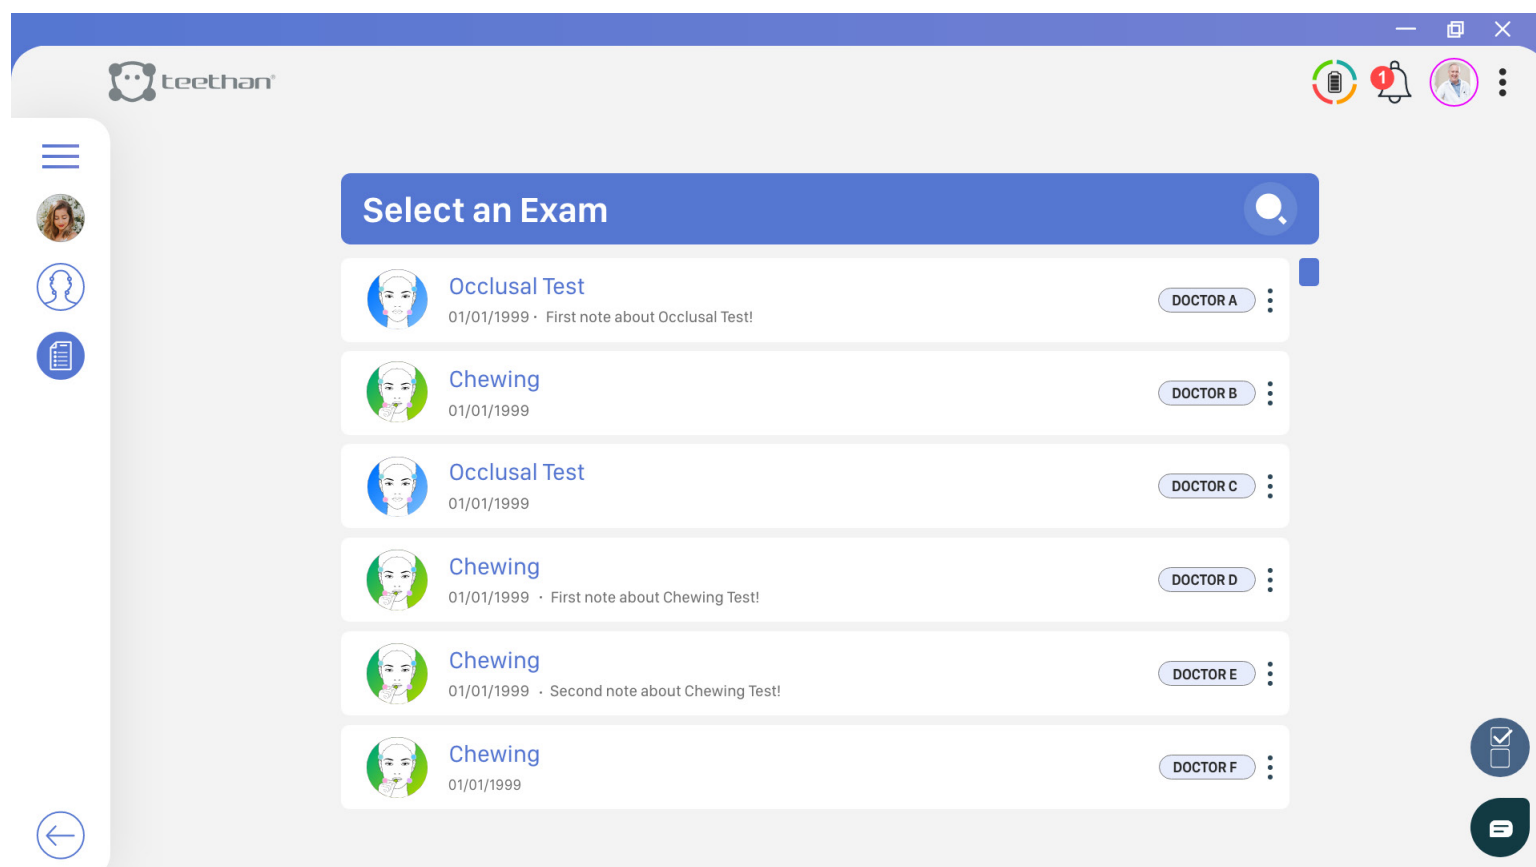 teethan®
1
Select an Exam
Occlusal Test
01/01/1999 · First note about Occlusal Test!
DOCTOR A
Chewing
01/01/1999
DOCTOR B
Occlusal Test
01/01/1999
DOCTOR C
Chewing
01/01/1999 · First note about Chewing Test!
DOCTOR D
Chewing
01/01/1999 · Second note about Chewing Test!
DOCTOR E
Chewing
01/01/1999
DOCTOR F